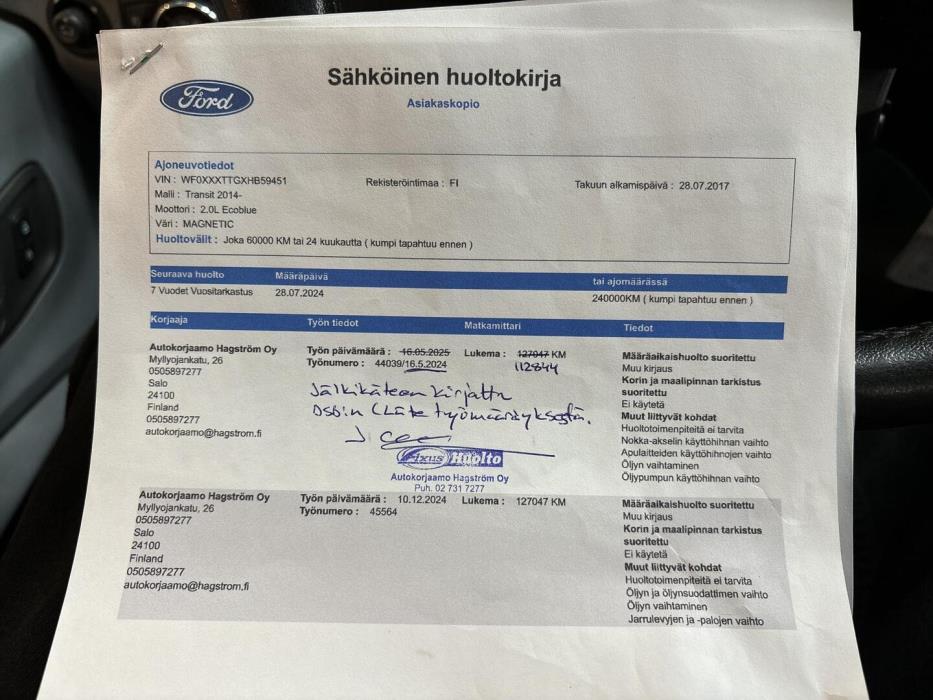 Sähköinen huoltokirja
Ford
Asiakaskopio
Ajoneuvotiedot
VIN : WF0XXXTTGXHB59451 Rekisteröintimaa : FI Takuun alkamispäivä : 28.07.2017
Malli : Transit 2014-
Moottori : 2.0L Ecoblue
Väri : MAGNETIC
Huoltovälit : Joka 60000 KM tai 24 kuukautta ( kumpi tapahtuu ennen )
Seuraava huolto Määräpäivä tai ajomäärässä
7 Vuodet Vuositarkastus 28.07.2024 240000KM ( kumpi tapahtuu ennen )
Korjaaja Työn tiedot Matkamittari Tiedot
Autokorjaamo Hagström Oy
Myllyojankatu, 26
0505897277
Salo
24100
Finland
0505897277
autokorjaamo@hagstrom.fi
Työn päivämäärä : 16.05.2025 Lukema : 127047 KM
Työnumero : 44039/16.5.2024 112844
Jälkikäteen kirjattu
työmääräyksestä.
Fixus Huolto
Autokorjaamo Hagström Oy
Puh. 02 731 7277
Määräaikaishuolto suoritettu
Muu kirjaus
Korin ja maalipinnan tarkistus
suoritettu
Ei käytetä
Muut liittyvät kohdat
Huoltotoimenpiteitä ei tarvita
Nokka-akselin käyttöhihnan vaihto
Apulaitteiden käyttöhihnojen vaihto
Öljyn vaihtaminen
Öljypumpun käyttöhihnan vaihto
Autokorjaamo Hagström Oy
Myllyojankatu, 26
0505897277
Salo
24100
Finland
0505897277
autokorjaamo@hagstrom.fi
Työn päivämäärä : 10.12.2024 Lukema : 127047 KM
Työnumero : 45564
Määräaikaishuolto suoritettu
Muu kirjaus
Korin ja maalipinnan tarkistus
suoritettu
Ei käytetä
Muut liittyvät kohdat
Huoltotoimenpiteitä ei tarvita
Öljyn ja öljynsuodattimen vaihto
Öljyn vaihtaminen
Jarrulevyjen ja -palojen vaihto